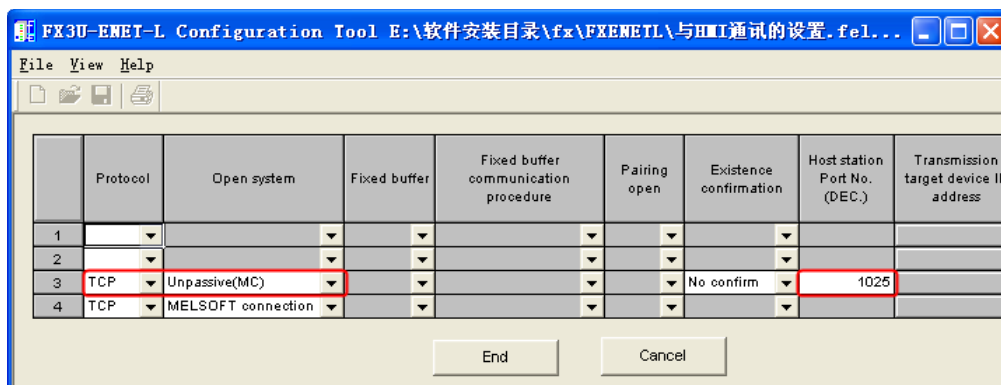 FX3U-ENET-L Configuration Tool E:\软件安装目录\fx\FXENETL\与HMI通讯的设置.fel...
File View Help
Protocol Open system Fixed buffer Fixed buffer communication procedure Pairing open Existence confirmation Host station Port No. (DEC.) Transmission target device I address
1
2
3 TCP Unpassive(MC) No confirm 1025
4 TCP MELSOFT connection
End Cancel